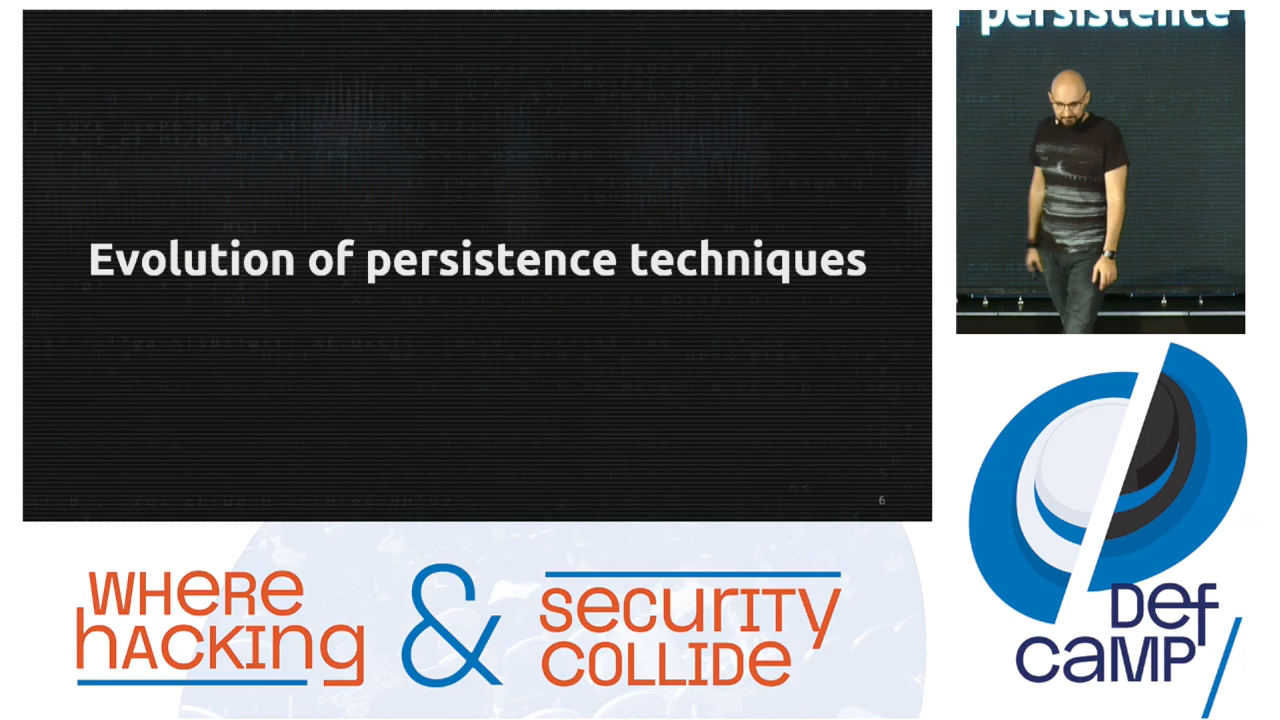 Evolution of persistence techniques
6
persistence
WHERE
HACKING
&
SECURITY
COLLIDE
DEF
CAMP